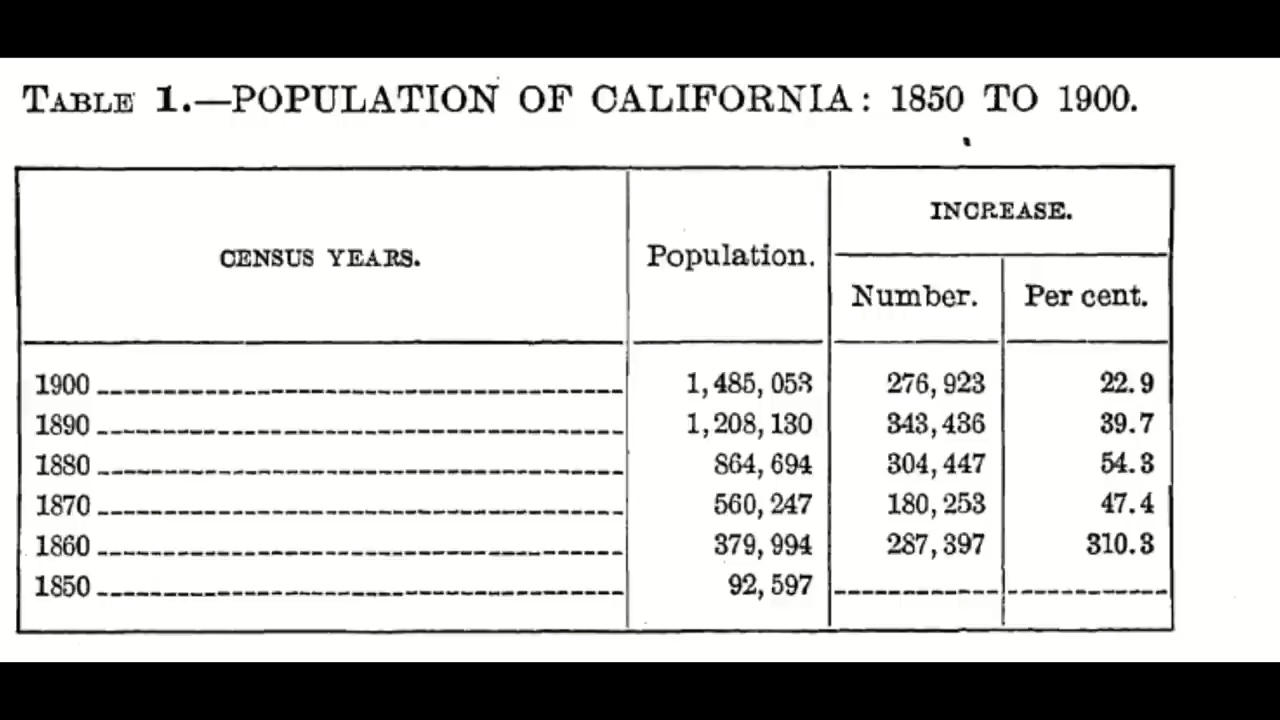 TABLE 1.—POPULATION OF CALIFORNIA: 1850 TO 1900.
CENSUS YEARS. Population. INCREASE.
Number. Per cent.
1900 1,485,053 276,923 22.9
1890 1,208,130 343,436 39.7
1880 864,694 304,447 54.3
1870 560,247 180,253 47.4
1860 379,994 287,397 310.3
1850 92,597